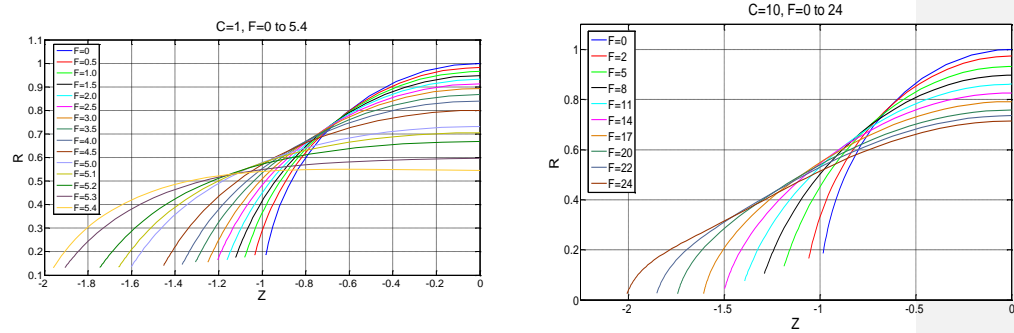 C=1, F=0 to 5.4
1.1
1
0.9
0.8
0.7
0.6
0.5
0.4
0.3
0.2
0.1
R
F=0
F=0.5
F=1.0
F=1.5
F=2.0
F=2.5
F=3.0
F=3.5
F=4.0
F=4.5
F=5.0
F=5.1
F=5.2
F=5.3
F=5.4
-2 -1.8 -1.6 -1.4 -1.2 -1 -0.8 -0.6 -0.4 -0.2 0
Z
C=10, F=0 to 24
1
0.8
0.6
0.4
0.2
0
R
F=0
F=2
F=5
F=8
F=11
F=14
F=17
F=20
F=22
F=24
-2 -1.5 -1 -0.5 0
Z